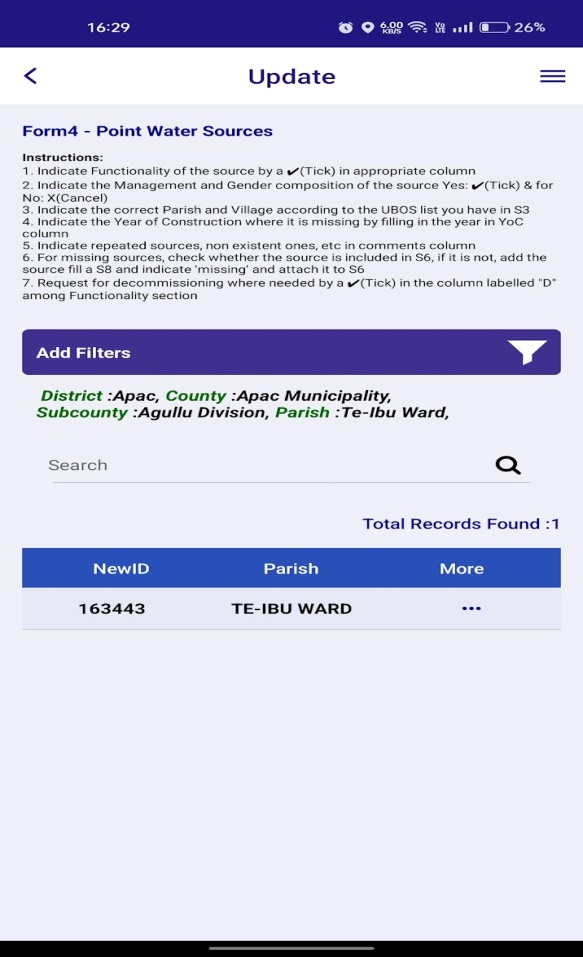 16:29 6.00 KB/S Vo LTE 26%
Update
Form4 - Point Water Sources
Instructions:
1. Indicate Functionality of the source by a ✔(Tick) in appropriate column
2. Indicate the Management and Gender composition of the source Yes: ✔(Tick) & for
No: X(Cancel)
3. Indicate the correct Parish and Village according to the UBOS list you have in S3
4. Indicate the Year of Construction where it is missing by filling in the year in YoC
column
5. Indicate repeated sources, non existent ones, etc in comments column
6. For missing sources, check whether the source is included in S6, if it is not, add the
source fill a S8 and indicate 'missing' and attach it to S6
7. Request for decommissioning where needed by a ✔(Tick) in the column labelled "D"
among Functionality section
Add Filters
District :Apac, County :Apac Municipality,
Subcounty :Agullu Division, Parish :Te-Ibu Ward,
Search
Total Records Found :1
NewID Parish More
163443 TE-IBU WARD ...